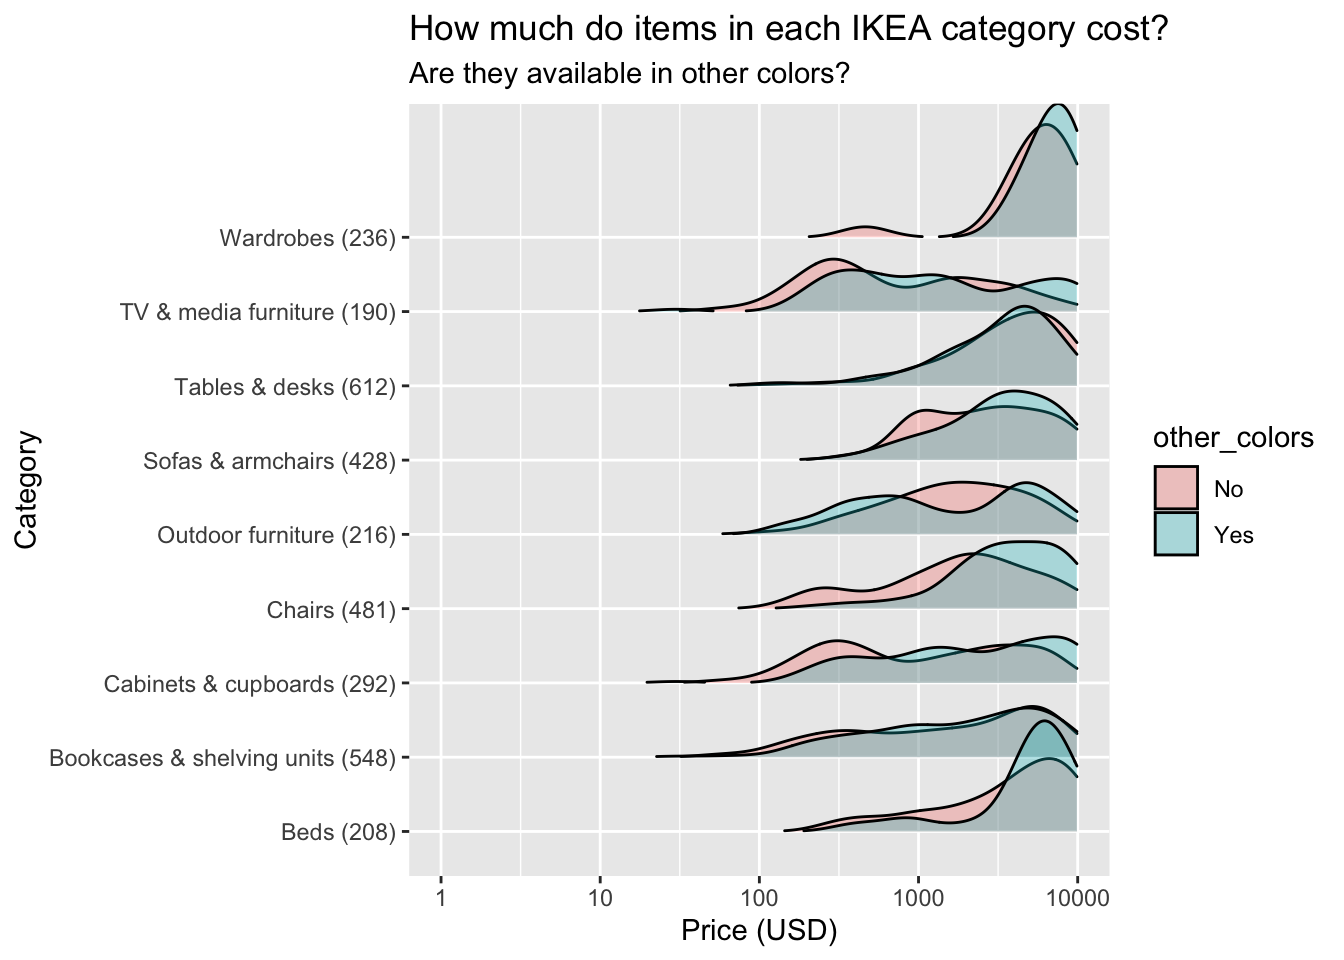 How much do items in each IKEA category cost?
Are they available in other colors?
Category
Wardrobes (236)
TV & media furniture (190)
Tables & desks (612)
Sofas & armchairs (428)
Outdoor furniture (216)
Chairs (481)
Cabinets & cupboards (292)
Bookcases & shelving units (548)
Beds (208)
1 10 100 1000 10000
Price (USD)
other_colors
No
Yes